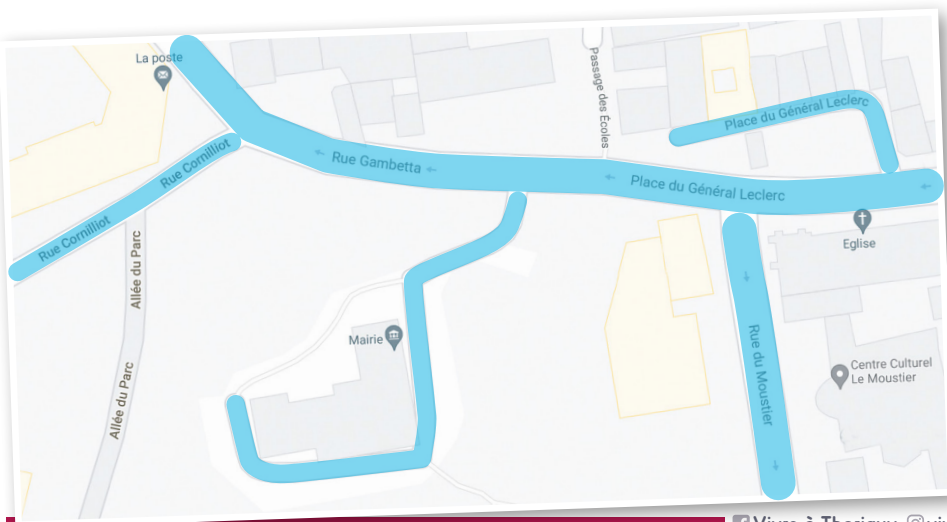 La poste
Passage des Écoles
Place du Général Leclerc
Rue Cornilliot
Rue Cornilliot
← Rue Gambetta ←
← Place du Général Leclerc ←
Eglise
Allée du Parc
Allée du Parc
Mairie
Rue du Moustier
Centre Culturel
Le Moustier